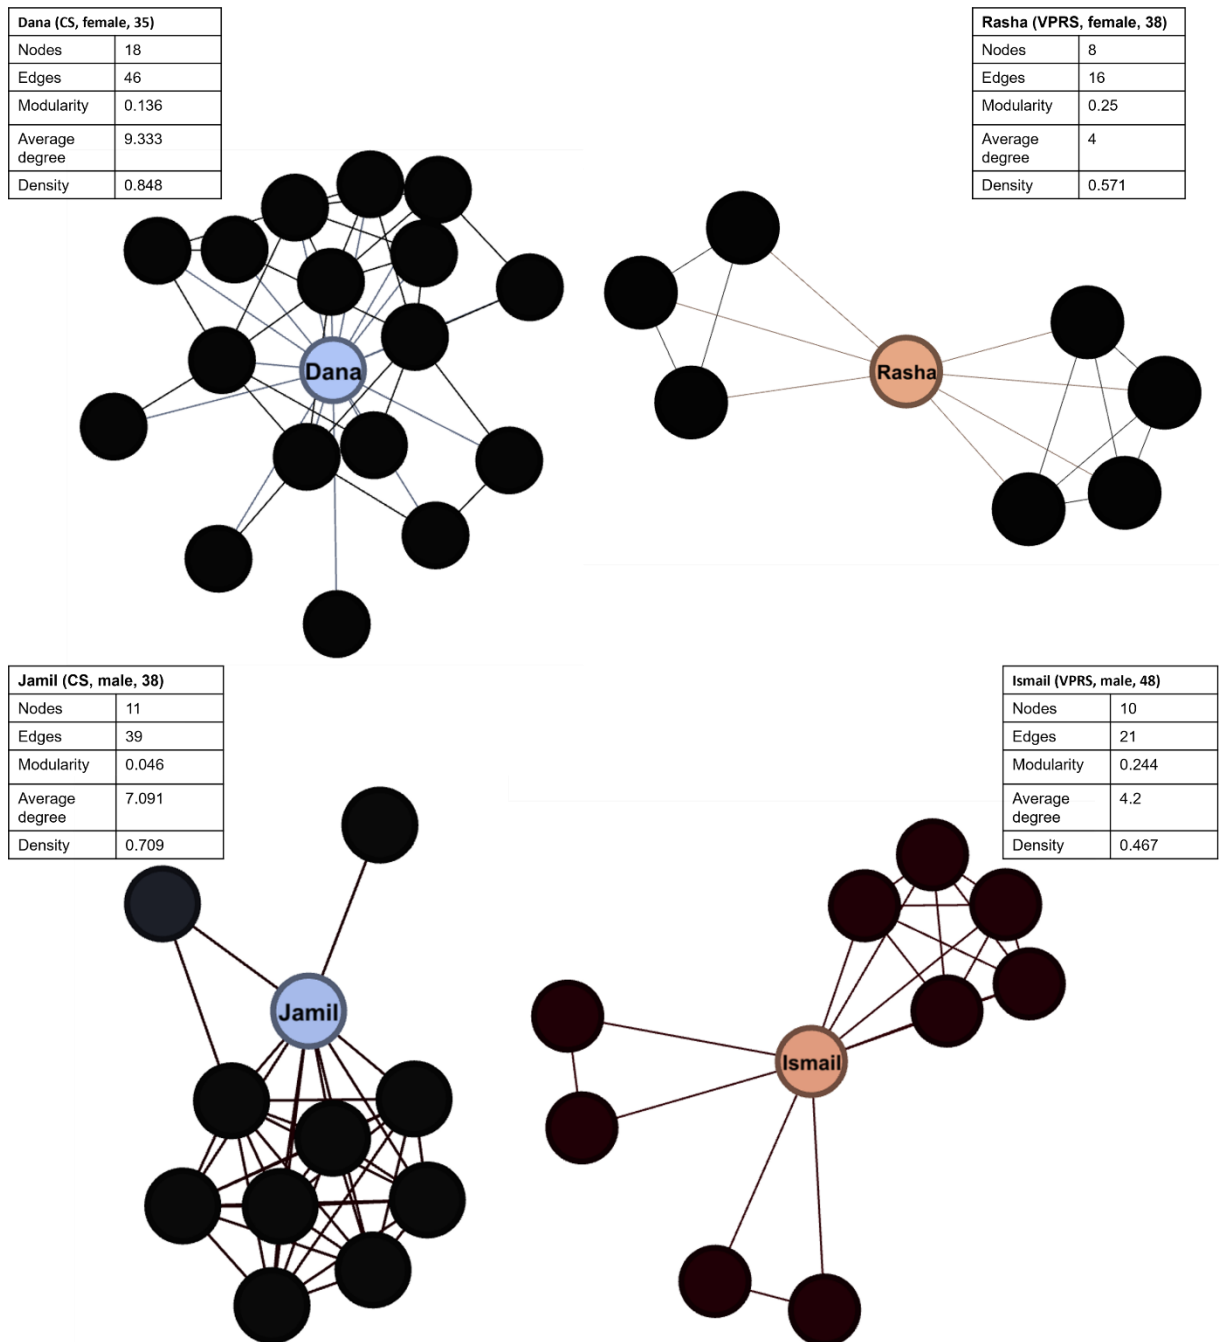 Dana (CS, female, 35)
Nodes 18
Edges 46
Modularity 0.136
Average degree 9.333
Density 0.848
Rasha (VPRS, female, 38)
Nodes 8
Edges 16
Modularity 0.25
Average degree 4
Density 0.571
Dana
Rasha
Jamil (CS, male, 38)
Nodes 11
Edges 39
Modularity 0.046
Average degree 7.091
Density 0.709
Ismail (VPRS, male, 48)
Nodes 10
Edges 21
Modularity 0.244
Average degree 4.2
Density 0.467
Jamil
Ismail